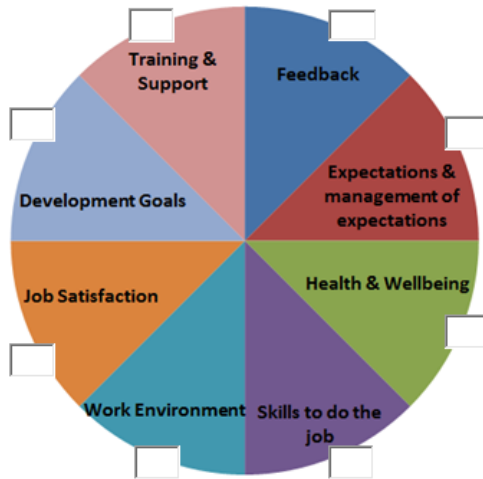 Training &
Support
Feedback
Expectations &
management of
expectations
Development Goals
Health & Wellbeing
Job Satisfaction
Work Environment
Skills to do the
job